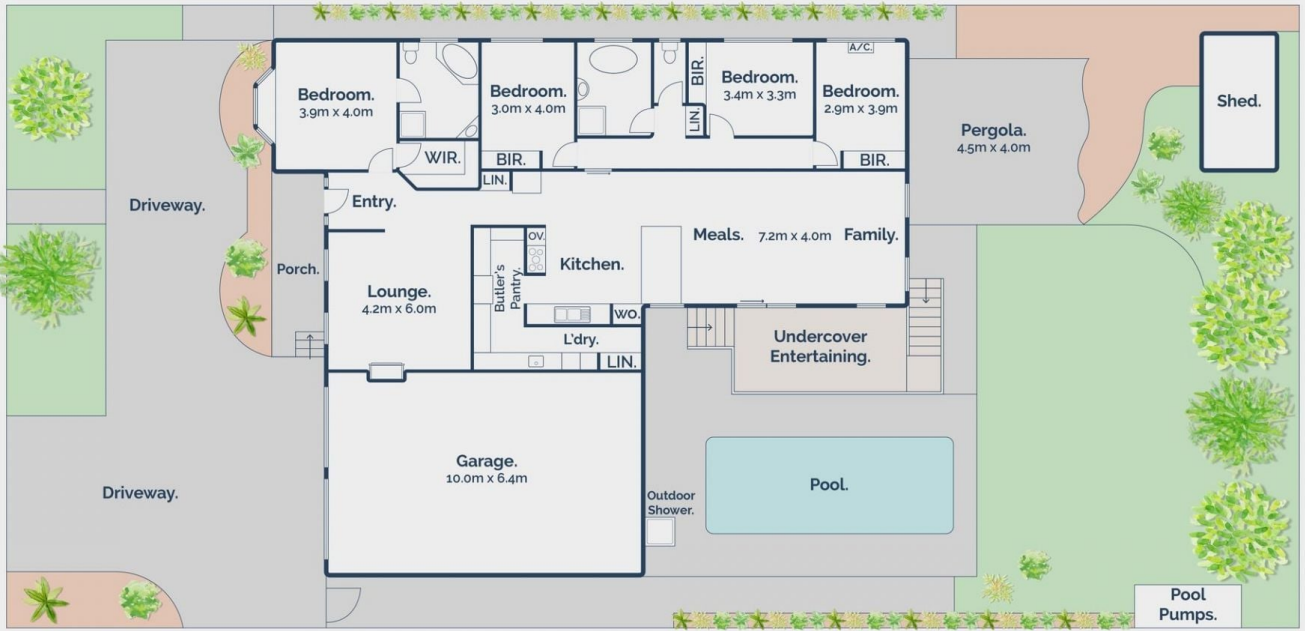 A/C.
Bedroom.
3.9m x 4.0m
Bedroom.
3.0m x 4.0m
BIR.
Bedroom.
3.4m x 3.3m
Bedroom.
2.9m x 3.9m
Shed.
LIN.
Pergola.
4.5m x 4.0m
WIR.
BIR.
BIR.
LIN.
Driveway.
Entry.
OV.
Meals. 7.2m x 4.0m Family.
Kitchen.
Porch.
Butler's
Pantry.
Lounge.
4.2m x 6.0m
WO.
L'dry.
LIN.
Undercover
Entertaining.
Garage.
10.0m x 6.4m
Driveway.
Outdoor
Shower.
Pool.
Pool
Pumps.